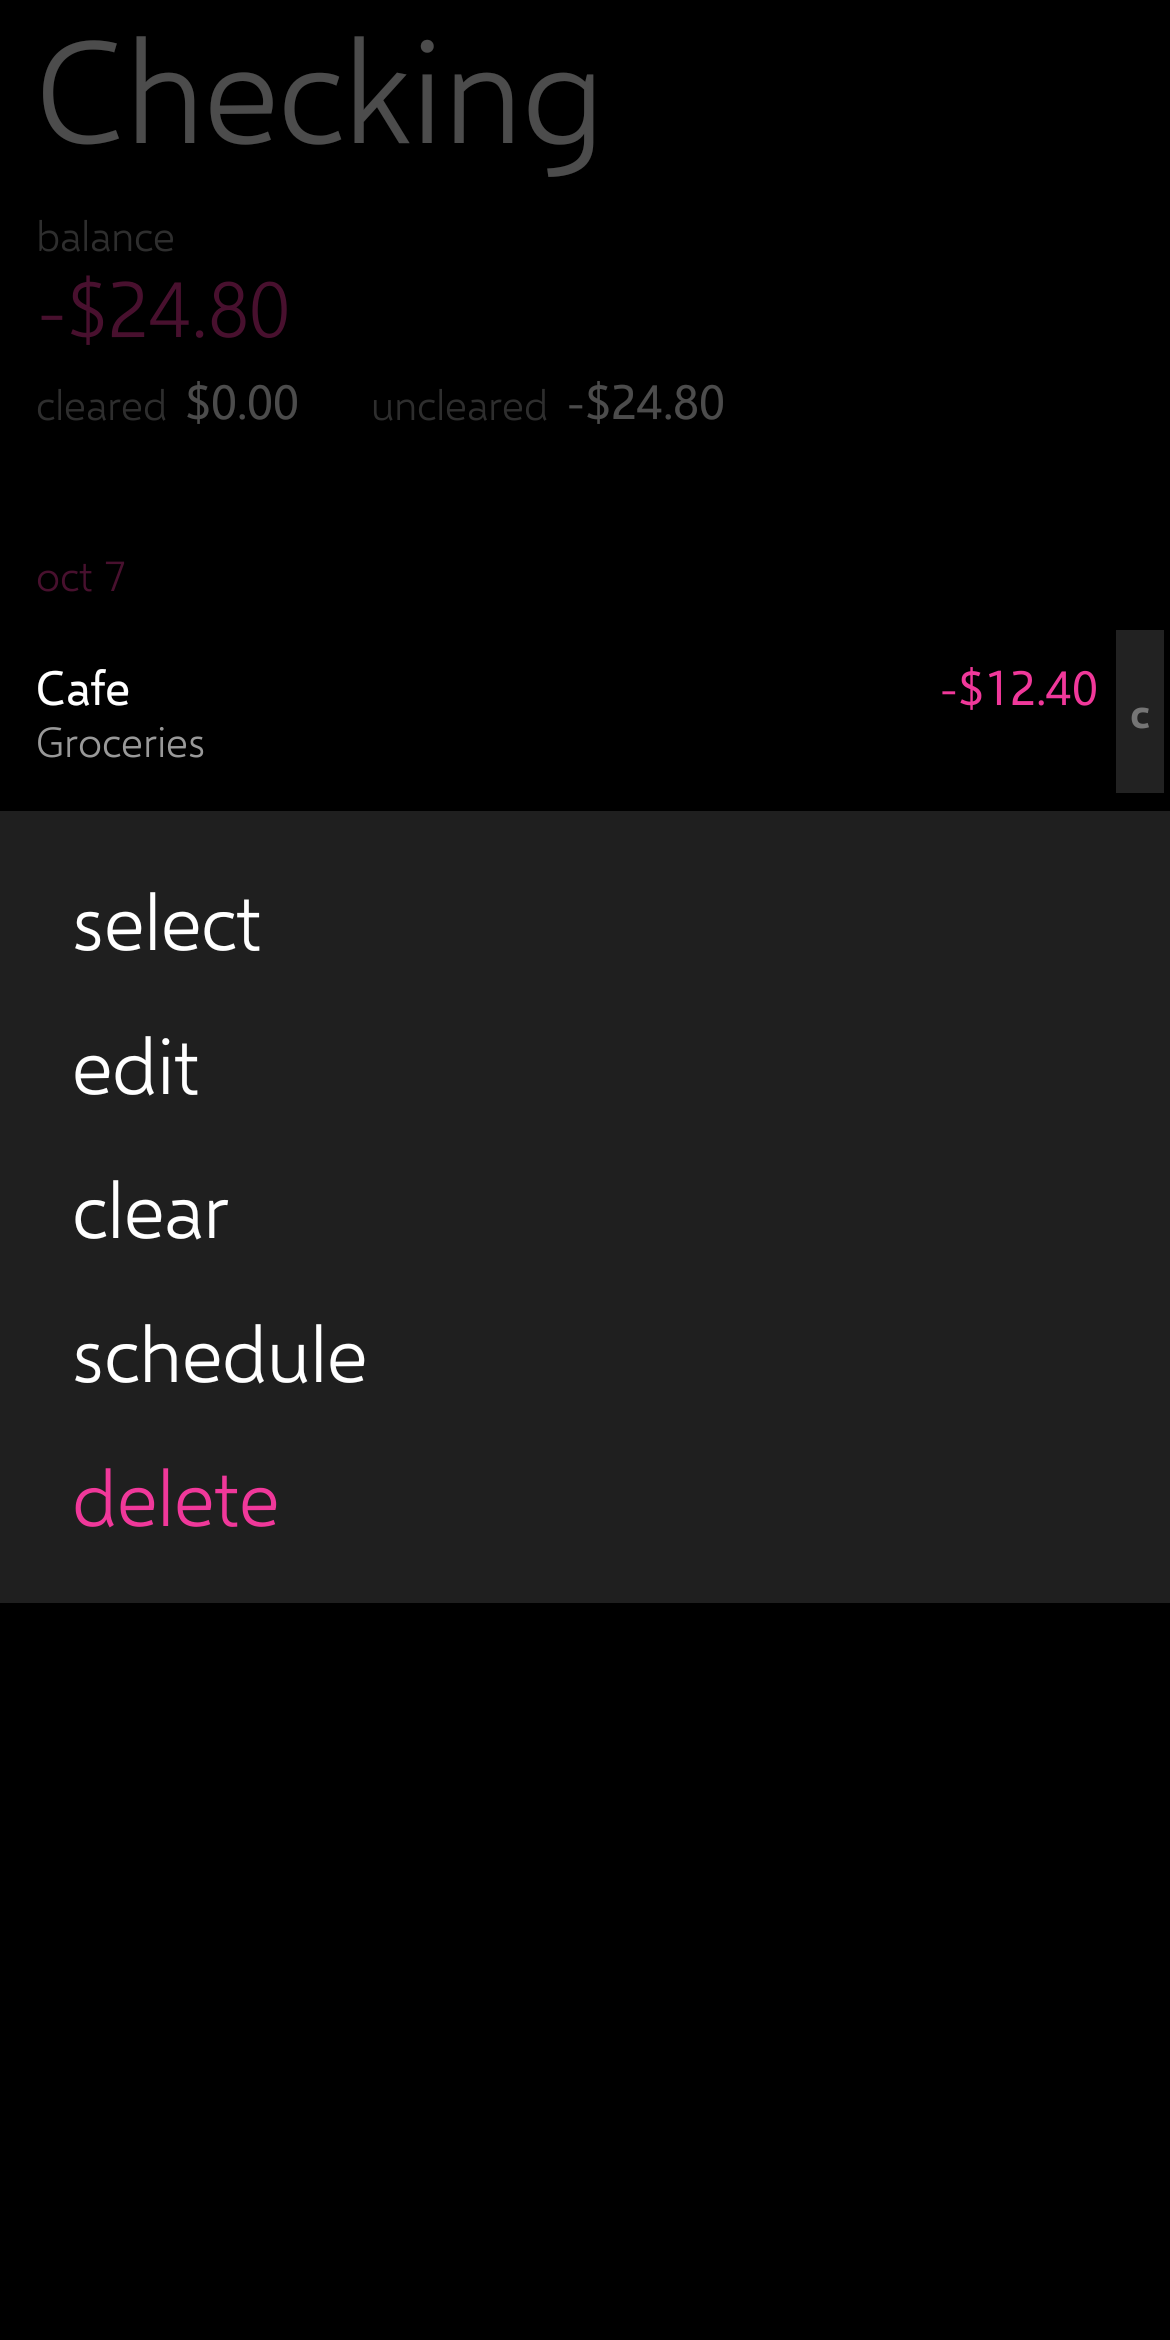 Checking
balance
-$24.80
cleared $0.00 uncleared -$24.80
oct 7
Cafe -$12.40
c
Groceries
select
edit
clear
schedule
delete